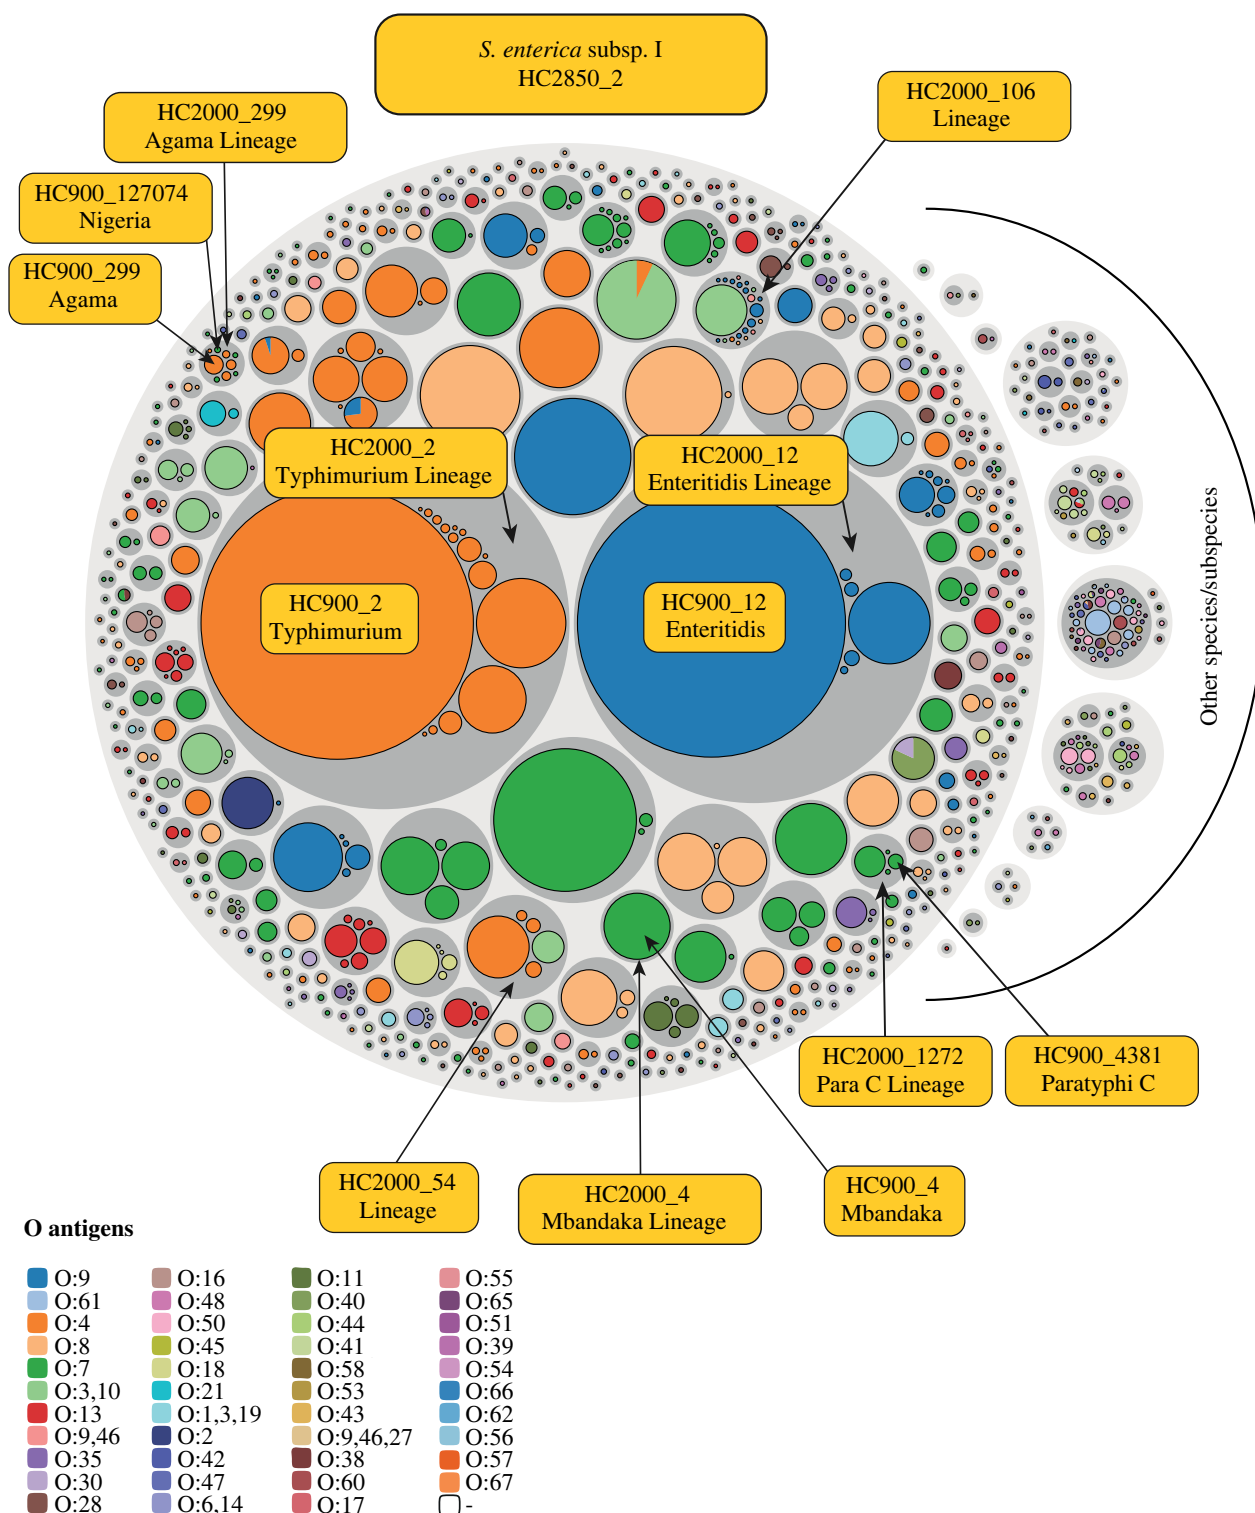 S. enterica subsp. I
HC2850_2
HC2000_106
Lineage
HC2000_299
Agama Lineage
HC900_127074
Nigeria
HC900_299
Agama
HC2000_2
Typhimurium Lineage
HC2000_12
Enteritidis Lineage
HC900_2
Typhimurium
HC900_12
Enteritidis
Other species/subspecies
HC2000_1272
Para C Lineage
HC900_4381
Paratyphi C
HC2000_54
Lineage
HC2000_4
Mbandaka Lineage
HC900_4
Mbandaka
O antigens
O:9
O:61
O:4
O:8
O:7
O:3,10
O:13
O:9,46
O:35
O:30
O:28
O:16
O:48
O:50
O:45
O:18
O:21
O:1,3,19
O:2
O:42
O:47
O:6,14
O:11
O:40
O:44
O:41
O:58
O:53
O:43
O:9,46,27
O:38
O:60
O:17
O:55
O:65
O:51
O:39
O:54
O:66
O:62
O:56
O:57
O:67
-